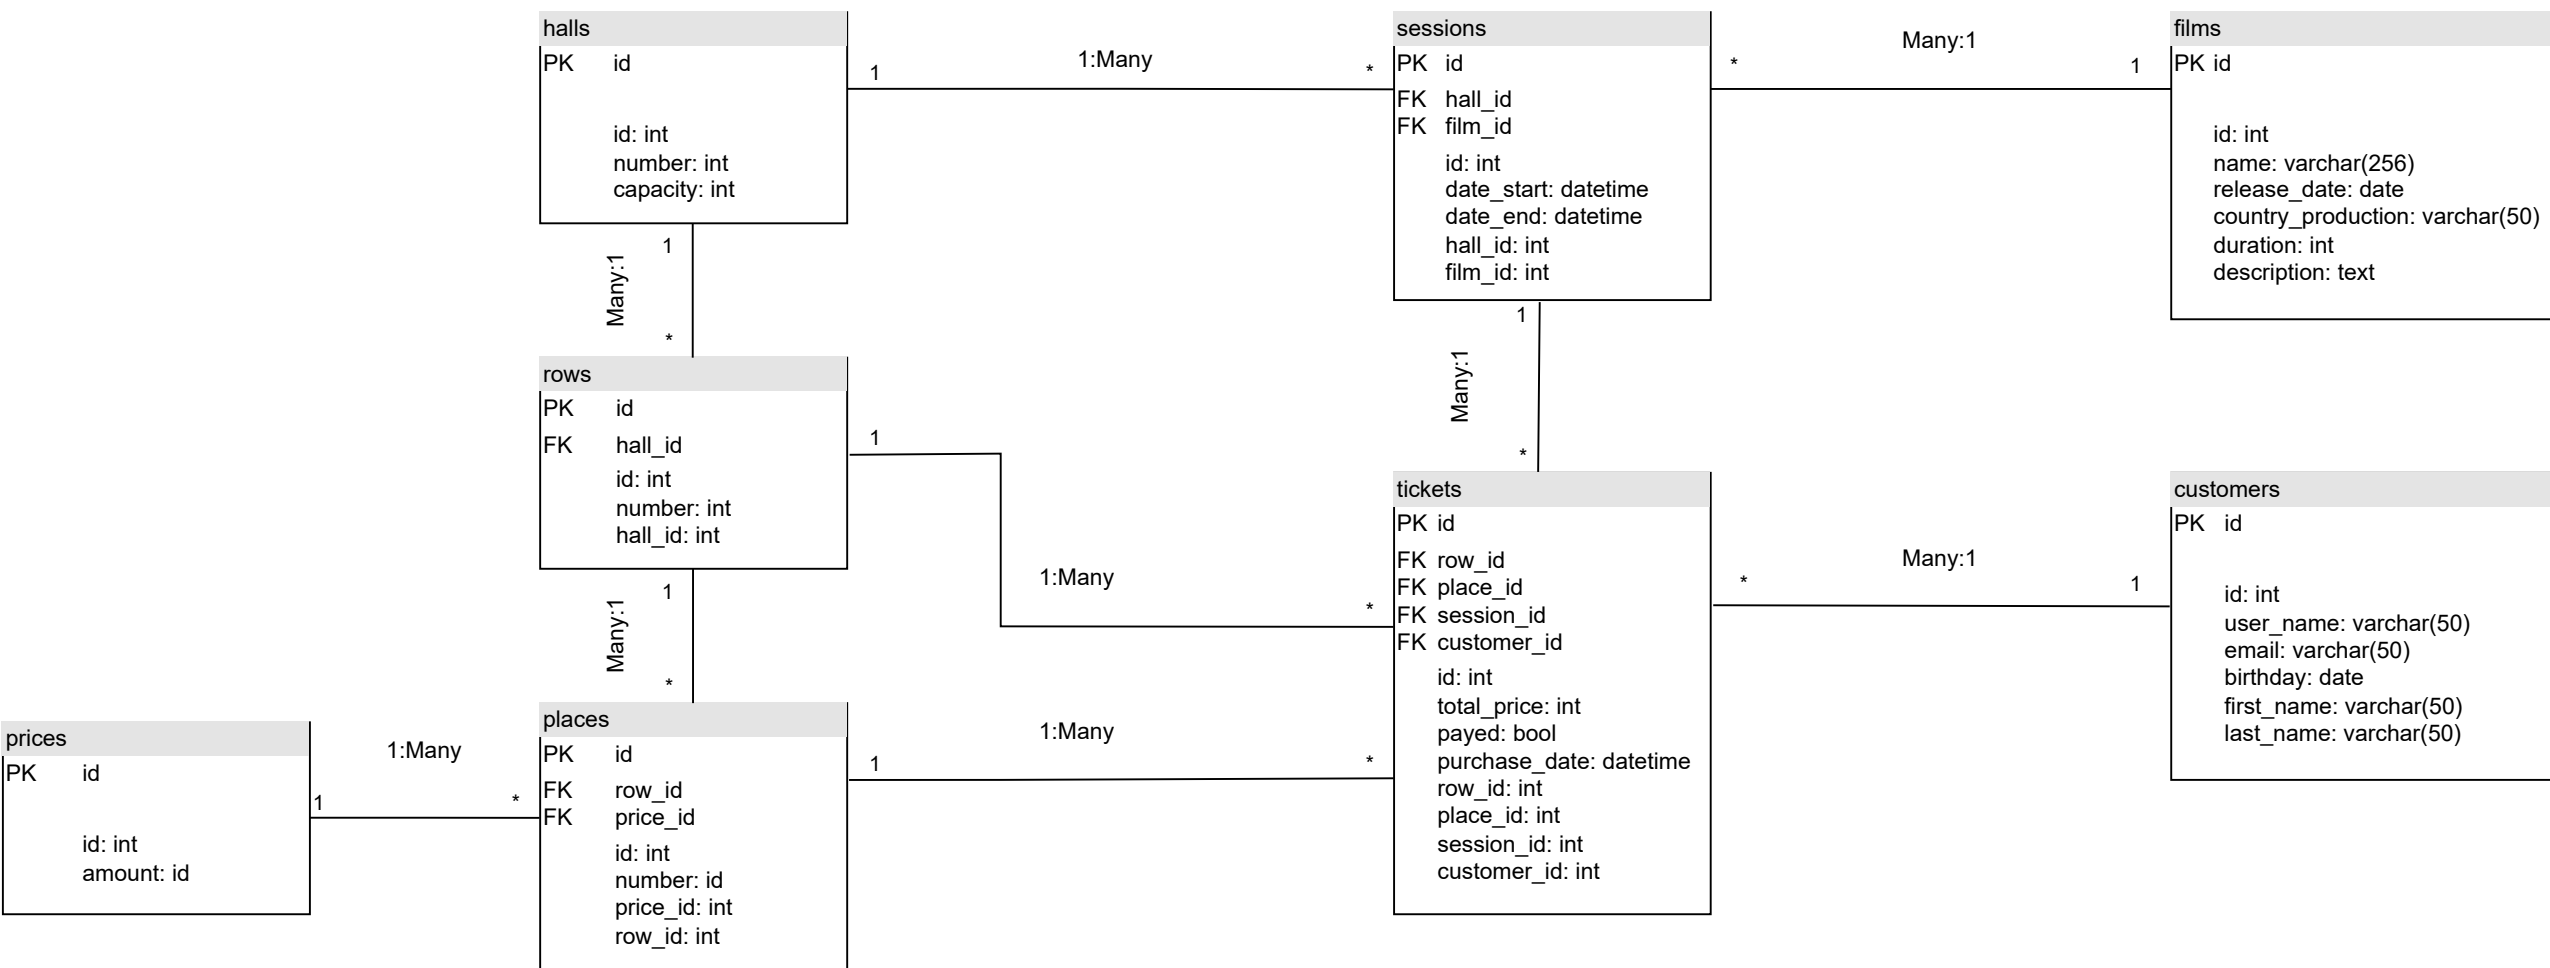 halls
PK id
id: int
number: int
capacity: int
1
1:Many
*
sessions
PK id
FK hall_id
FK film_id
id: int
date_start: datetime
date_end: datetime
hall_id: int
film_id: int
*
Many:1
1
films
PK id
id: int
name: varchar(256)
release_date: date
country_production: varchar(50)
duration: int
description: text
1
Many:1
*
1
Many:1
*
rows
PK id
FK hall_id
id: int
number: int
hall_id: int
1
1:Many
*
tickets
PK id
FK row_id
FK place_id
FK session_id
FK customer_id
id: int
total_price: int
payed: bool
purchase_date: datetime
row_id: int
place_id: int
session_id: int
customer_id: int
*
Many:1
1
customers
PK id
id: int
user_name: varchar(50)
email: varchar(50)
birthday: date
first_name: varchar(50)
last_name: varchar(50)
1
Many:1
*
prices
PK id
id: int
amount: id
1
1:Many
*
places
PK id
FK row_id
FK price_id
id: int
number: id
price_id: int
row_id: int
1
1:Many
*